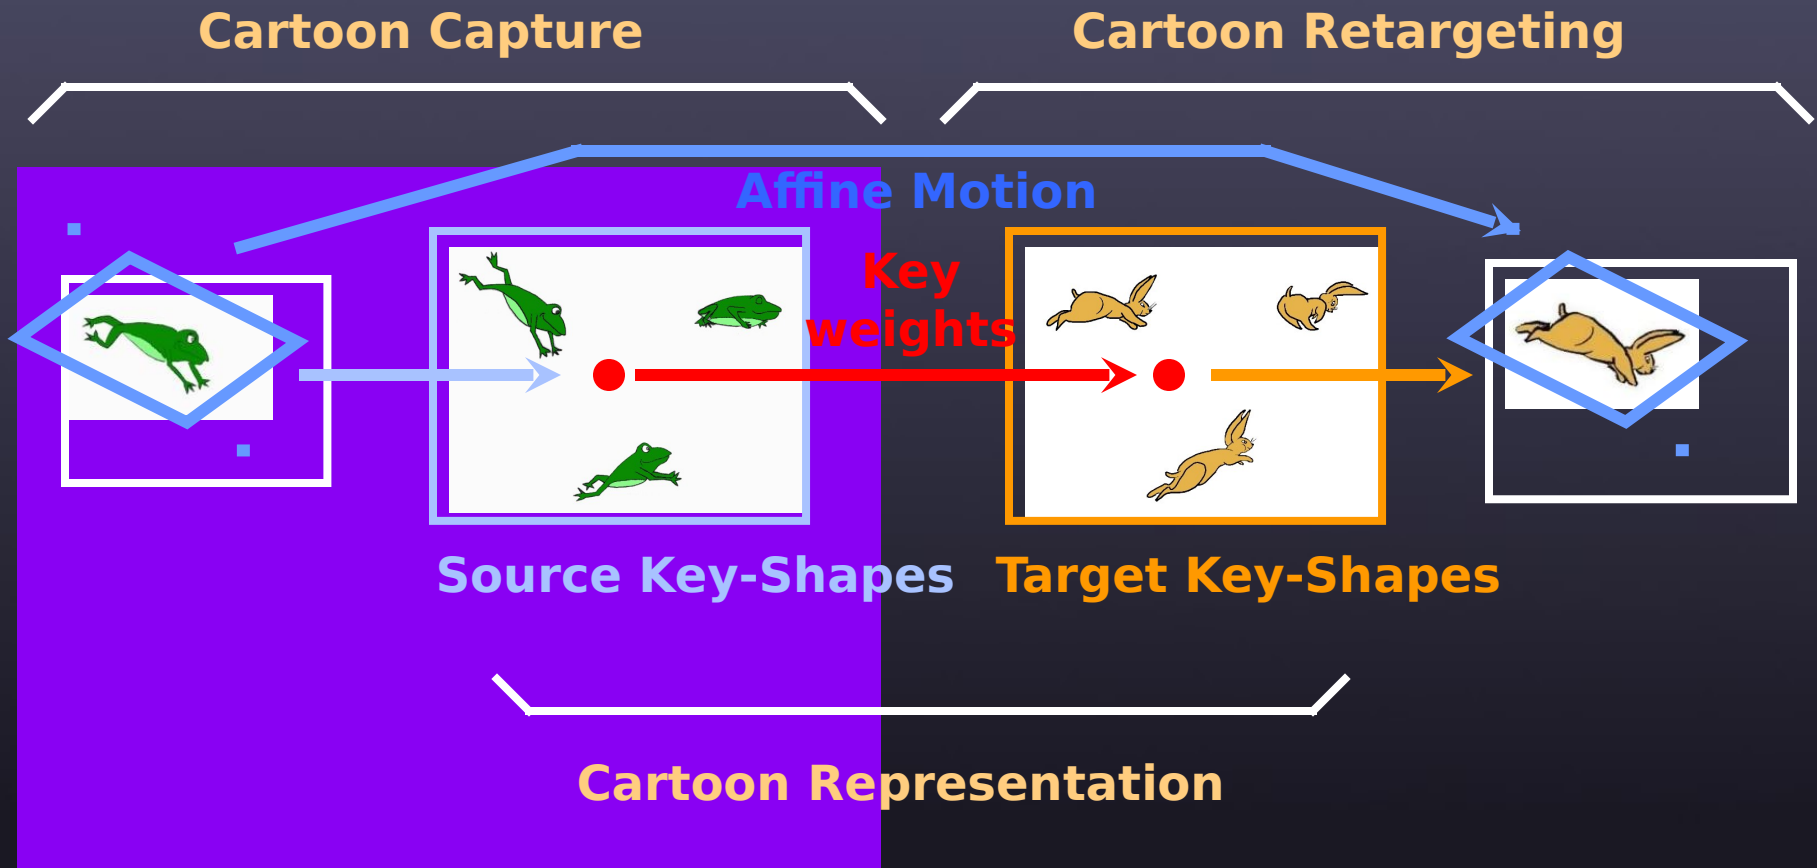 Cartoon Capture
Cartoon Retargeting
Affine Motion
Key
weights
Source Key-Shapes
Target Key-Shapes
Cartoon Representation